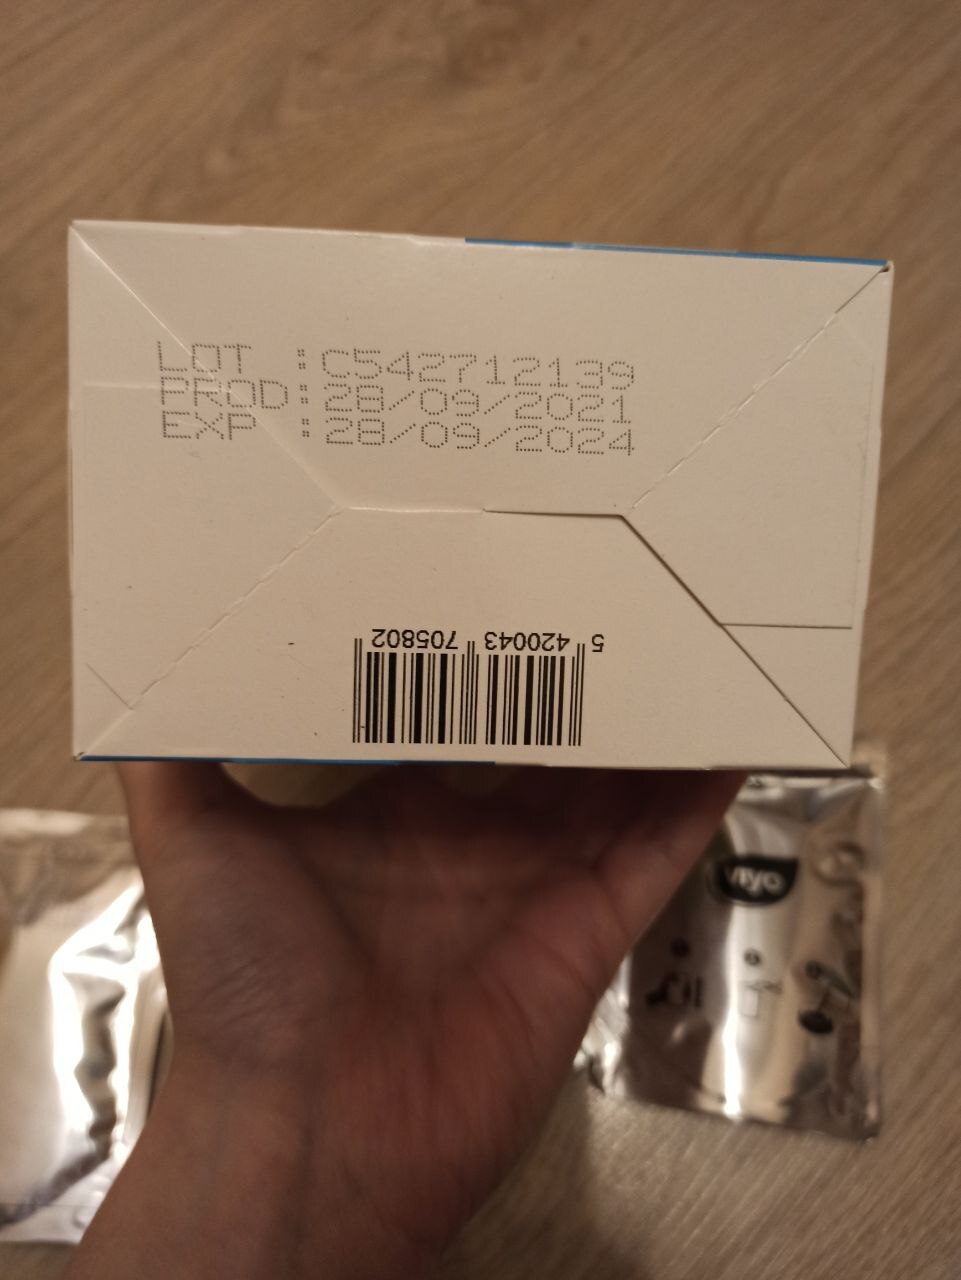 LOT : C542712139
PROD: 28/09/2021
EXP : 28/09/2024
5 420043 705802
viyo